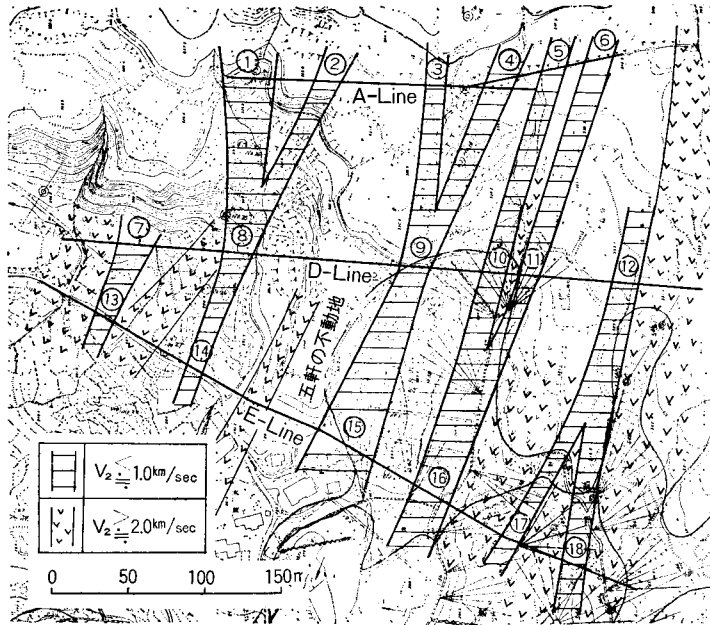 ① ② ③ ④ ⑤ ⑥
A-Line
⑦ ⑧ ⑨ ⑩ ⑪ ⑫
D-Line
⑬ ⑭
五軒の不動地
E-Line
⑮ ⑯ ⑰ ⑱
V₂ ≦ 1.0km/sec
V₂ ≧ 2.0km/sec
0 50 100 150m